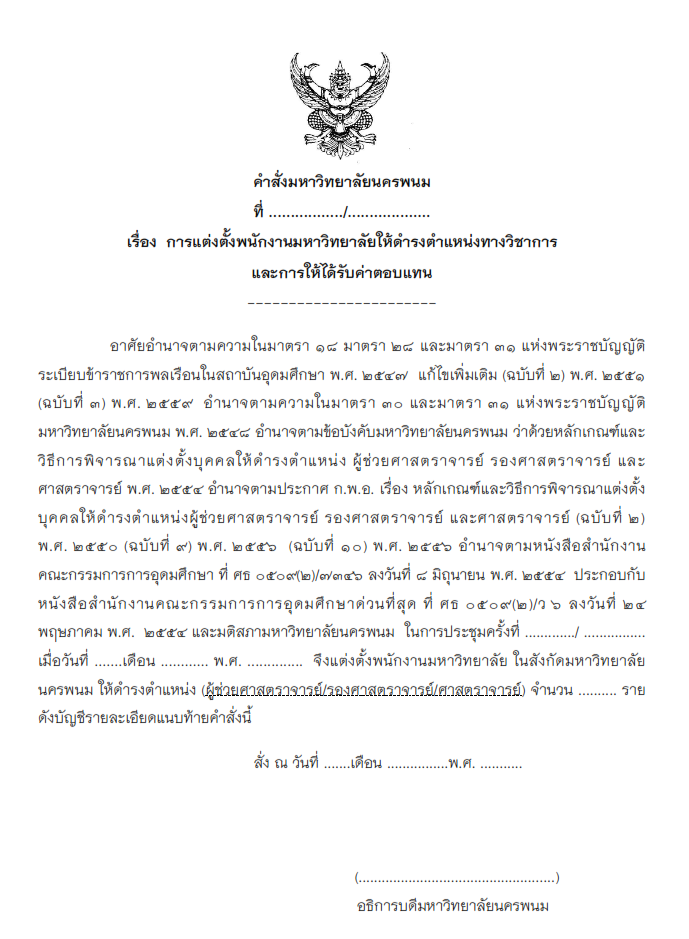 คำสั่งมหาวิทยาลัยนครพนม
ที่ ................./...................
เรื่อง การแต่งตั้งพนักงานมหาวิทยาลัยให้ดำรงตำแหน่งทางวิชาการ
และการให้ได้รับค่าตอบแทน
-----------------------
อาศัยอำนาจตามความในมาตรา ๑๘ มาตรา ๒๘ และมาตรา ๓๑ แห่งพระราชบัญญัติ
ระเบียบข้าราชการพลเรือนในสถาบันอุดมศึกษา พ.ศ. ๒๕๔๗ แก้ไขเพิ่มเติม (ฉบับที่ ๒) พ.ศ. ๒๕๕๑
(ฉบับที่ ๓) พ.ศ. ๒๕๕๙ อำนาจตามความในมาตรา ๓๐ และมาตรา ๓๑ แห่งพระราชบัญญัติ
มหาวิทยาลัยนครพนม พ.ศ. ๒๕๔๘ อำนาจตามข้อบังคับมหาวิทยาลัยนครพนม ว่าด้วยหลักเกณฑ์และ
วิธีการพิจารณาแต่งตั้งบุคคลให้ดำรงตำแหน่ง ผู้ช่วยศาสตราจารย์ รองศาสตราจารย์ และ
ศาสตราจารย์ พ.ศ. ๒๕๕๔ อำนาจตามประกาศ ก.พ.อ. เรื่อง หลักเกณฑ์และวิธีการพิจารณาแต่งตั้ง
บุคคลให้ดำรงตำแหน่งผู้ช่วยศาสตราจารย์ รองศาสตราจารย์ และศาสตราจารย์ (ฉบับที่ ๒)
พ.ศ. ๒๕๕๐ (ฉบับที่ ๙) พ.ศ. ๒๕๕๖ (ฉบับที่ ๑๐) พ.ศ. ๒๕๕๖ อำนาจตามหนังสือสำนักงาน
คณะกรรมการการอุดมศึกษา ที่ ศธ ๐๕๐๙(๒)/๗๓๔๖ ลงวันที่ ๘ มิถุนายน พ.ศ. ๒๕๕๔ ประกอบกับ
หนังสือสำนักงานคณะกรรมการการอุดมศึกษาด่วนที่สุด ที่ ศธ ๐๕๐๙(๒)/ว ๖ ลงวันที่ ๒๔
พฤษภาคม พ.ศ. ๒๕๕๔ และมติสภามหาวิทยาลัยนครพนม ในการประชุมครั้งที่ ............/ ...............
เมื่อวันที่ .......เดือน ............ พ.ศ. .............. จึงแต่งตั้งพนักงานมหาวิทยาลัย ในสังกัดมหาวิทยาลัย
นครพนม ให้ดำรงตำแหน่ง (ผู้ช่วยศาสตราจารย์/รองศาสตราจารย์/ศาสตราจารย์) จำนวน .......... ราย
ดังบัญชีรายละเอียดแนบท้ายคำสั่งนี้
สั่ง ณ วันที่ .......เดือน ................พ.ศ. ...........
(...................................................)
อธิการบดีมหาวิทยาลัยนครพนม